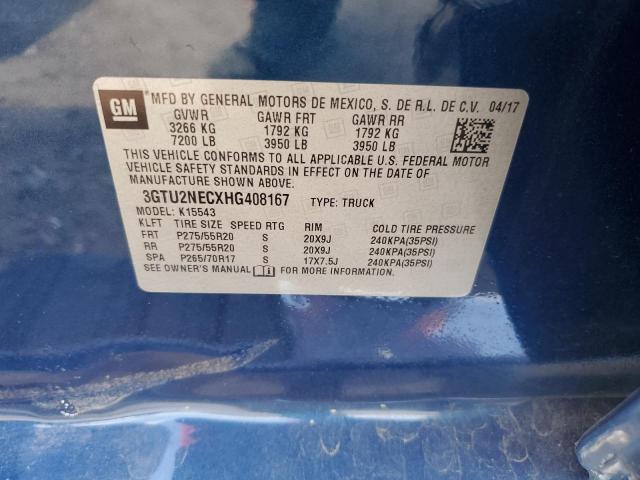 GM
MFD BY GENERAL MOTORS DE MEXICO, S. DE R.L. DE C.V. 04/17
GVWR GAWR FRT GAWR RR
3266 KG 1792 KG 1792 KG
7200 LB 3950 LB 3950 LB
THIS VEHICLE CONFORMS TO ALL APPLICABLE U.S. FEDERAL MOTOR
VEHICLE SAFETY STANDARDS IN EFFECT ON THE DATE OF
MANUFACTURE SHOWN ABOVE.
3GTU2NECXHG408167 TYPE: TRUCK
MODEL: K15543
KLFT TIRE SIZE SPEED RTG RIM COLD TIRE PRESSURE
FRT P275/55R20 S 20X9J 240KPA(35PSI)
RR P275/55R20 S 20X9J 240KPA(35PSI)
SPA P265/70R17 S 17X7.5J 240KPA(35PSI)
SEE OWNER'S MANUAL FOR MORE INFORMATION.